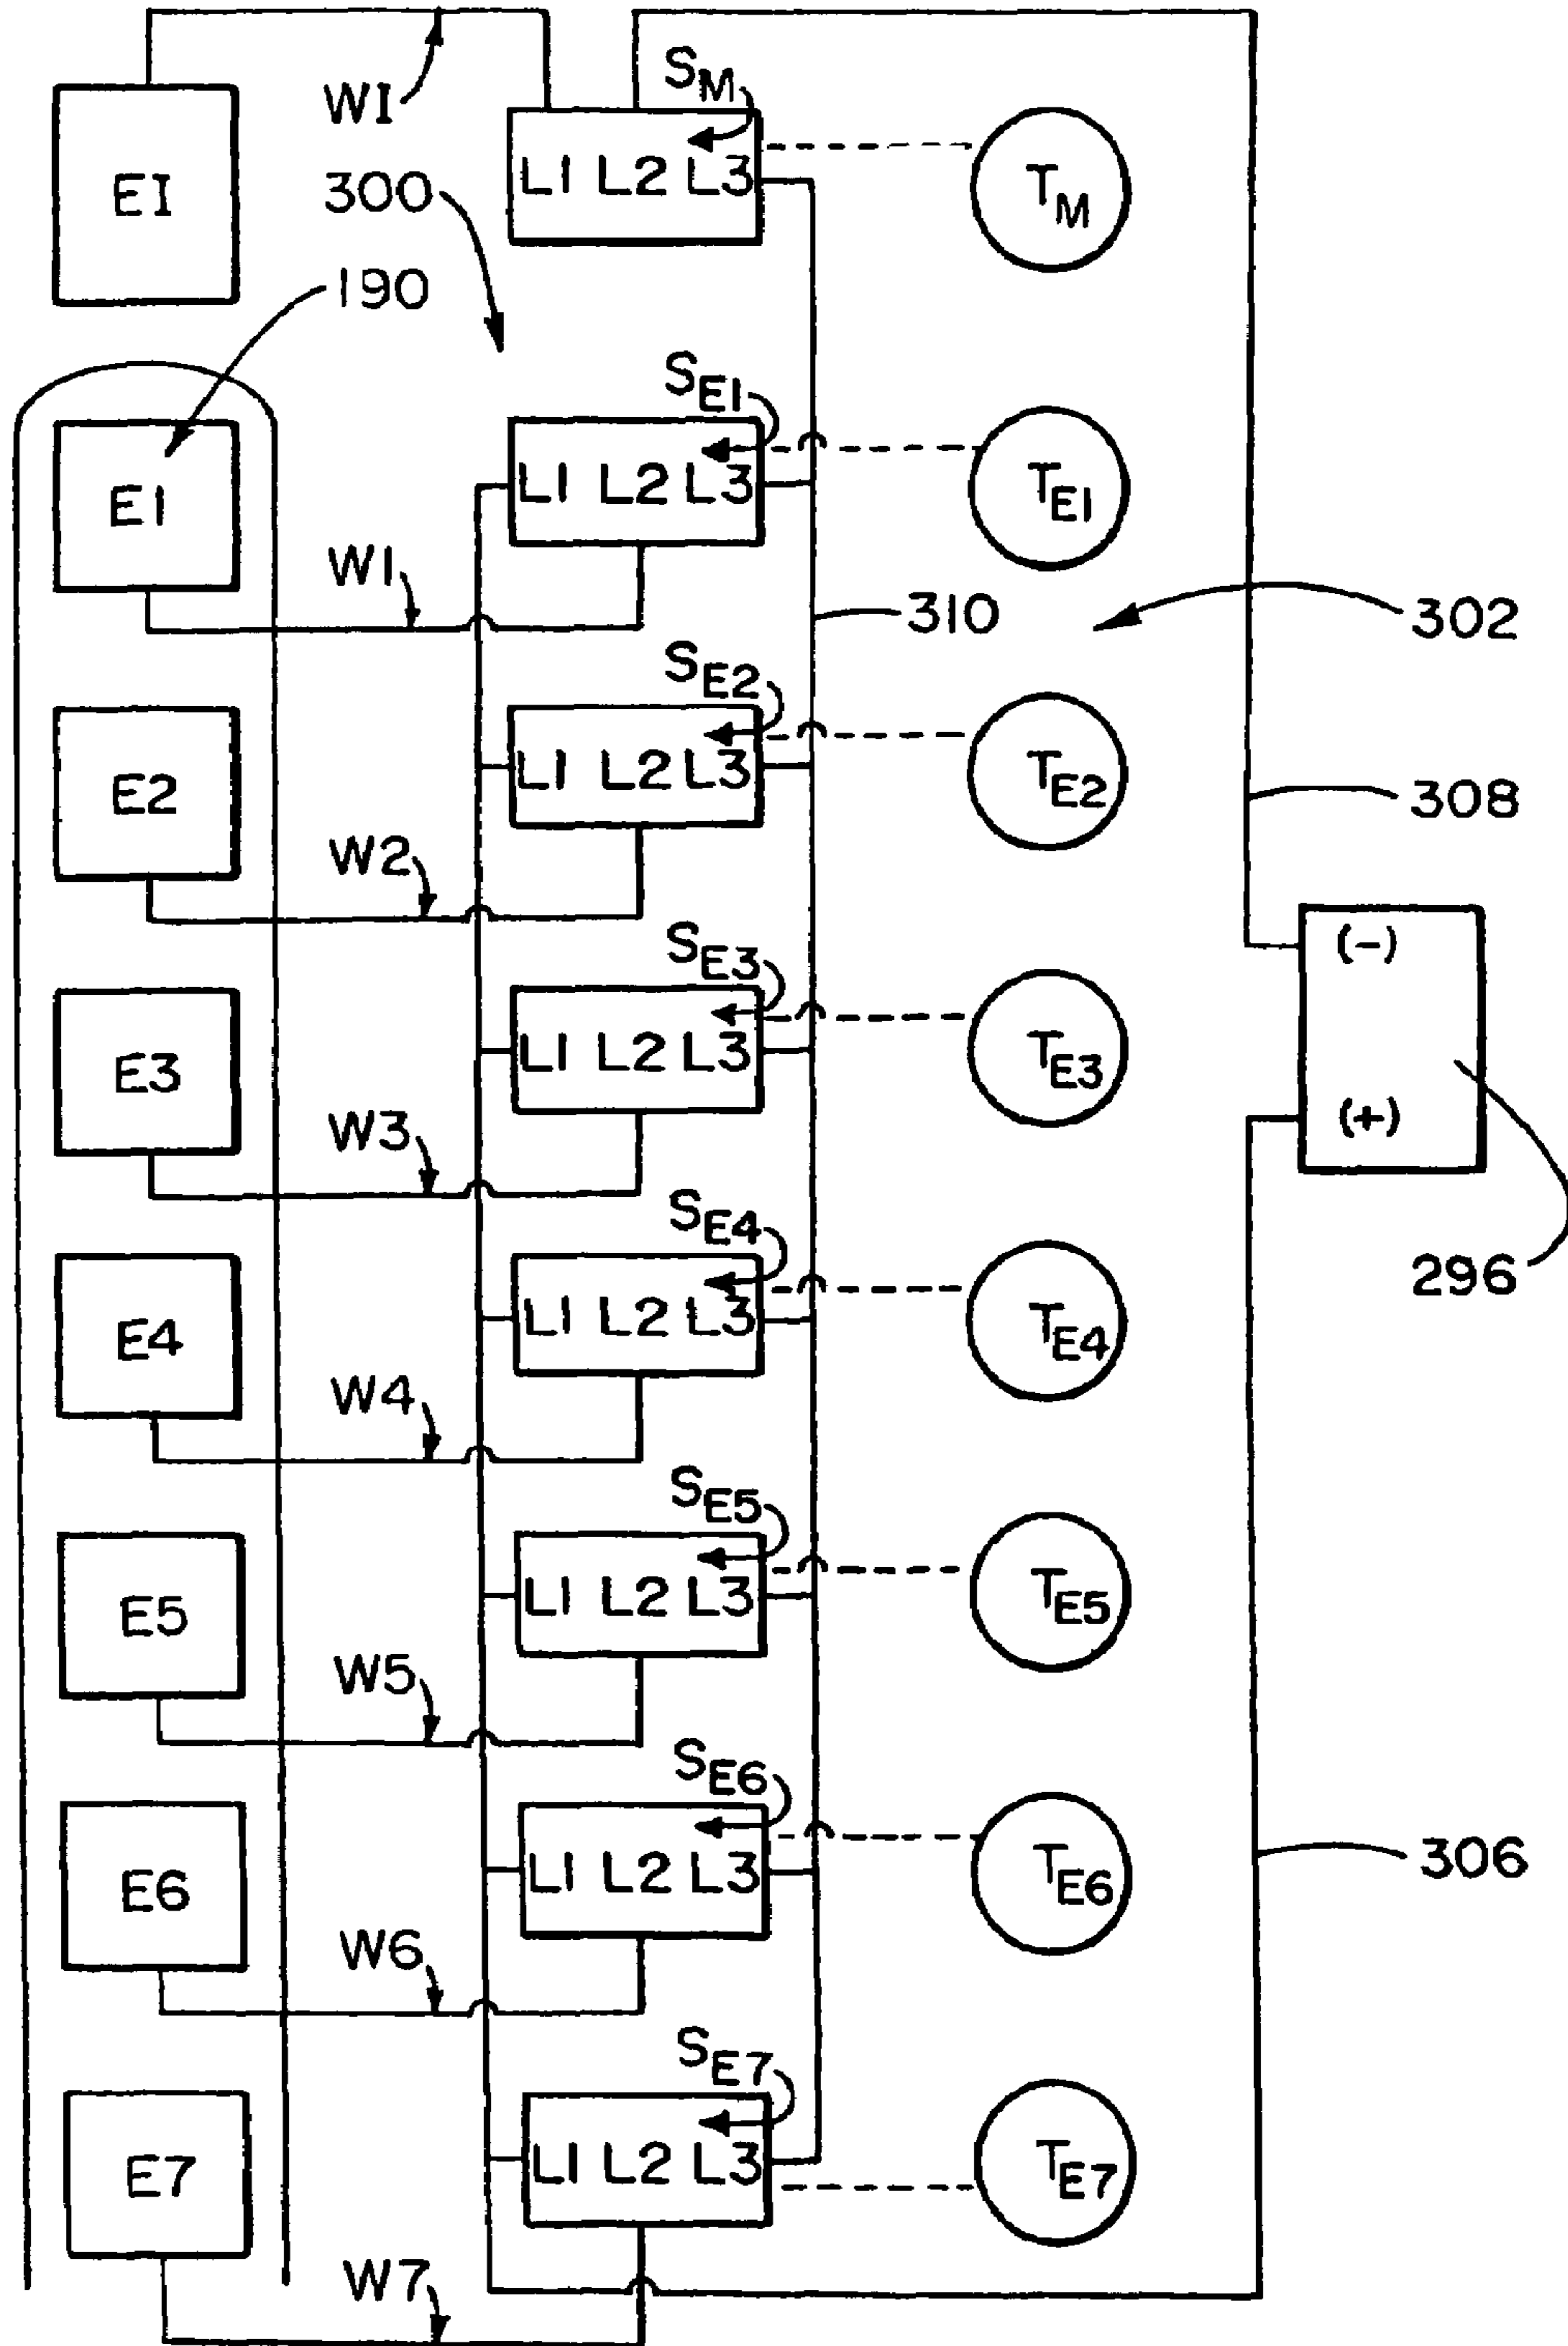 WI
S_M
EI
300
L1 L2 L3
T_M
190
S_E1
E1
L1 L2 L3
T_E1
W1
310
302
S_E2
E2
L1 L2 L3
T_E2
308
W2
S_E3
(-)
E3
L1 L2 L3
T_E3
(+)
W3
S_E4
296
E4
L1 L2 L3
T_E4
W4
S_E5
E5
L1 L2 L3
T_E5
W5
S_E6
306
E6
L1 L2 L3
T_E6
W6
S_E7
E7
L1 L2 L3
T_E7
W7